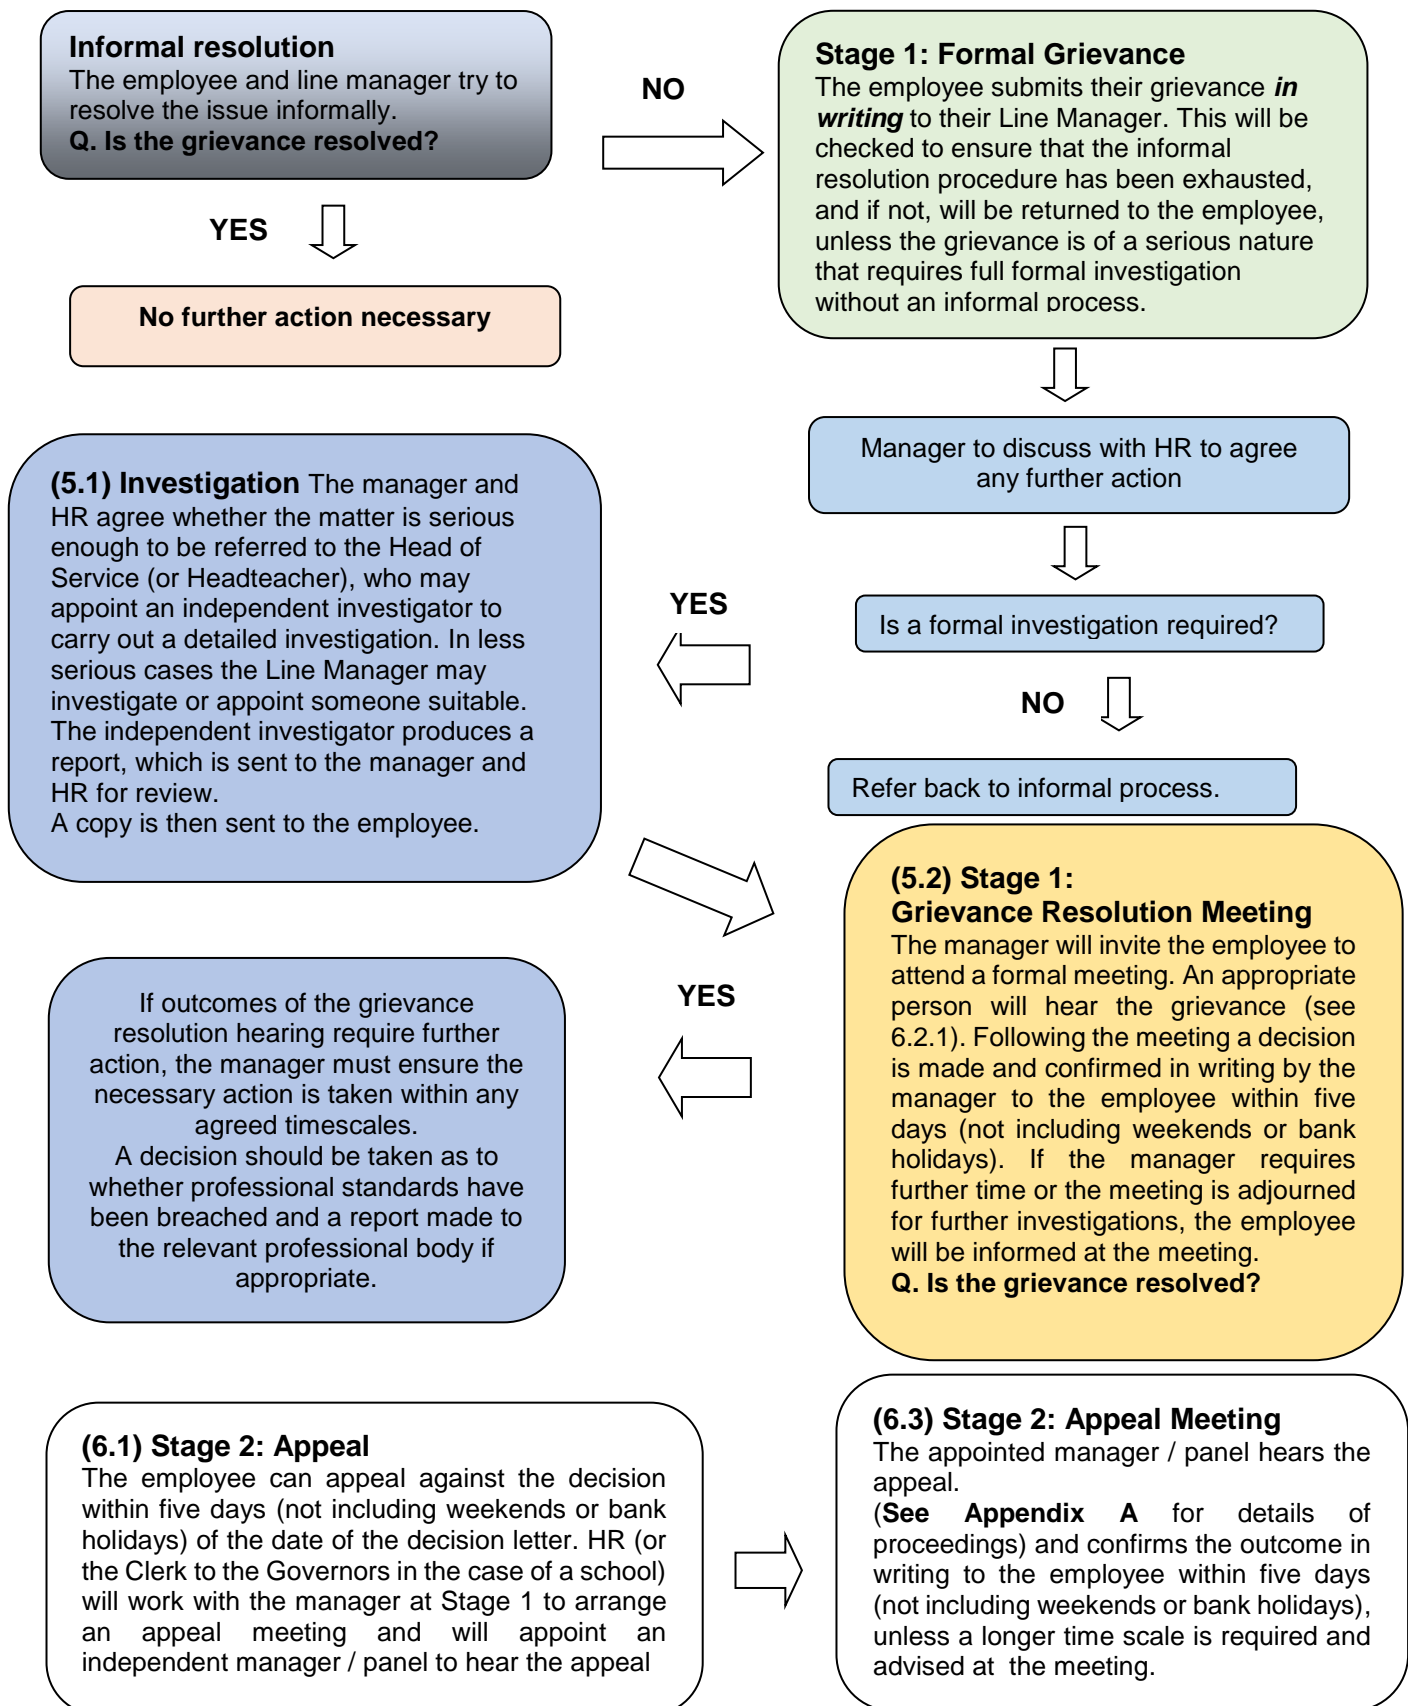 Informal resolution
The employee and line manager try to
resolve the issue informally.
Q. Is the grievance resolved?
NO
Stage 1: Formal Grievance
The employee submits their grievance in
writing to their Line Manager. This will be
checked to ensure that the informal
resolution procedure has been exhausted,
and if not, will be returned to the employee,
unless the grievance is of a serious nature
that requires full formal investigation
without an informal process.
YES
No further action necessary
Manager to discuss with HR to agree
any further action
Is a formal investigation required?
YES
(5.1) Investigation The manager and
HR agree whether the matter is serious
enough to be referred to the Head of
Service (or Headteacher), who may
appoint an independent investigator to
carry out a detailed investigation. In less
serious cases the Line Manager may
investigate or appoint someone suitable.
The independent investigator produces a
report, which is sent to the manager and
HR for review.
A copy is then sent to the employee.
NO
Refer back to informal process.
(5.2) Stage 1:
Grievance Resolution Meeting
The manager will invite the employee to
attend a formal meeting. An appropriate
person will hear the grievance (see
6.2.1). Following the meeting a decision
is made and confirmed in writing by the
manager to the employee within five
days (not including weekends or bank
holidays). If the manager requires
further time or the meeting is adjourned
for further investigations, the employee
will be informed at the meeting.
Q. Is the grievance resolved?
YES
If outcomes of the grievance
resolution hearing require further
action, the manager must ensure the
necessary action is taken within any
agreed timescales.
A decision should be taken as to
whether professional standards have
been breached and a report made to
the relevant professional body if
appropriate.
(6.1) Stage 2: Appeal
The employee can appeal against the decision
within five days (not including weekends or bank
holidays) of the date of the decision letter. HR (or
the Clerk to the Governors in the case of a school)
will work with the manager at Stage 1 to arrange
an appeal meeting and will appoint an
independent manager / panel to hear the appeal
(6.3) Stage 2: Appeal Meeting
The appointed manager / panel hears the
appeal.
(See Appendix A for details of
proceedings) and confirms the outcome in
writing to the employee within five days
(not including weekends or bank holidays),
unless a longer time scale is required and
advised at the meeting.